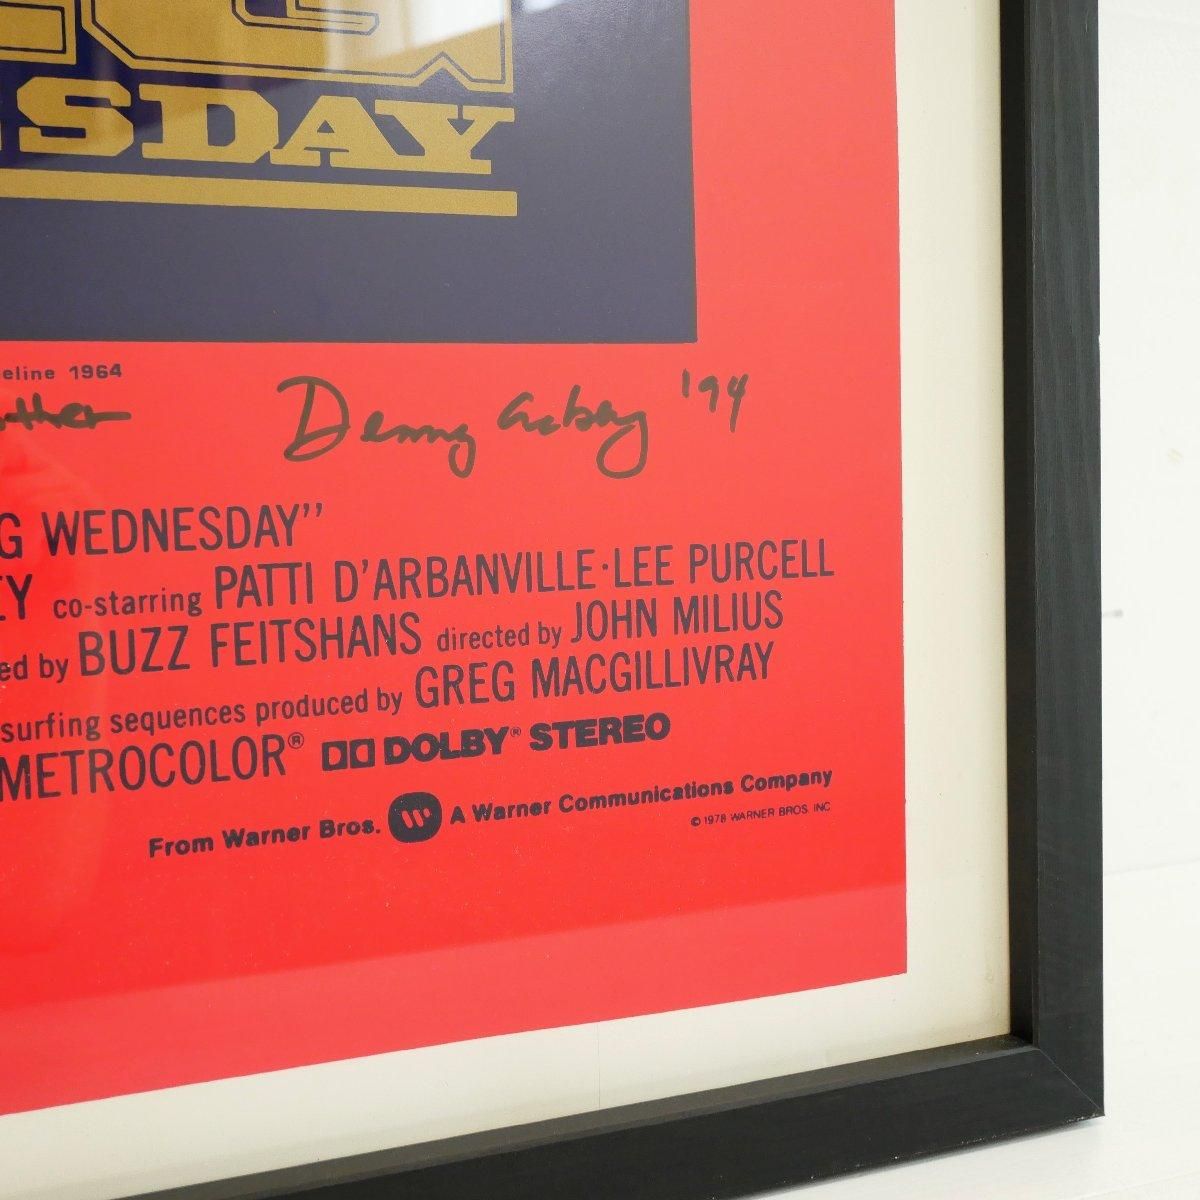 SDAY
eline 1964
Denny '94
G WEDNESDAY"
EY co-starring PATTI D'ARBANVILLE·LEE PURCELL
ed by BUZZ FEITSHANS directed by JOHN MILIUS
surfing sequences produced by GREG MACGILLIVRAY
METROCOLOR® DOLBY® STEREO
From Warner Bros. A Warner Communications Company
© 1978 WARNER BROS. INC